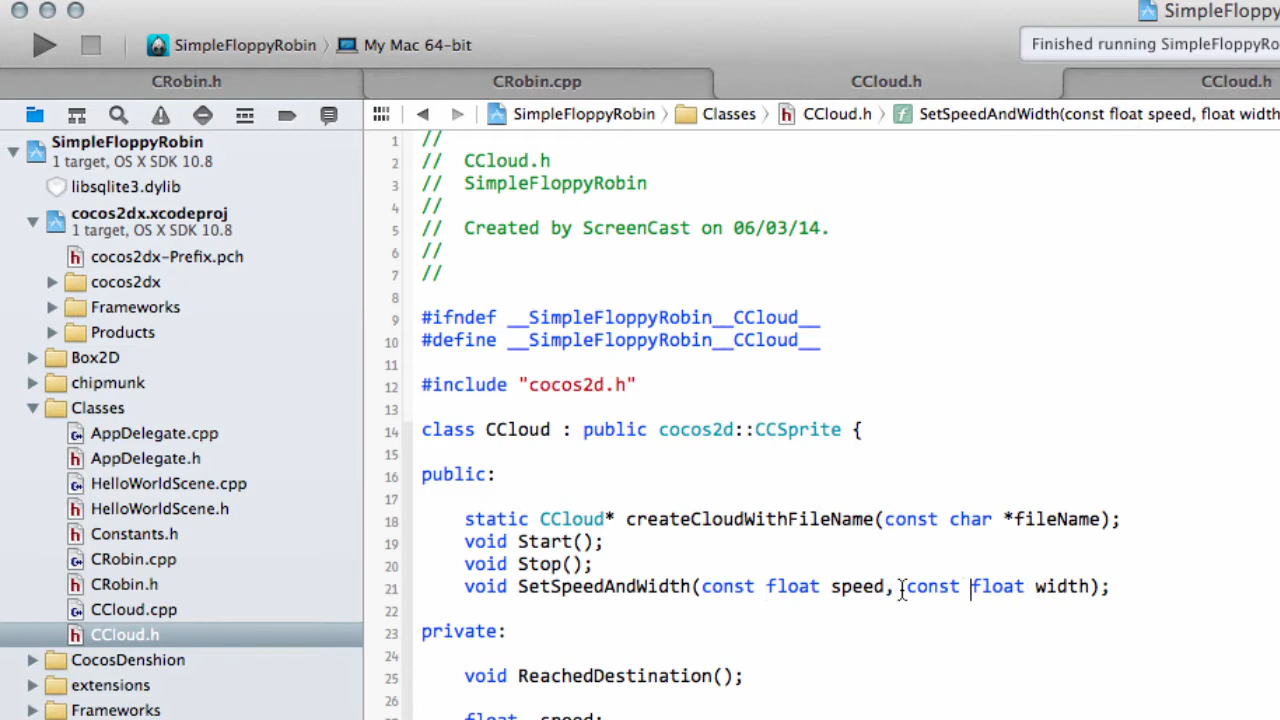 SimpleFloppy
SimpleFloppyRobin
My Mac 64-bit
Finished running SimpleFloppyRo
CRobin.h
CRobin.cpp
CCloud.h
CCloud.h
SimpleFloppyRobin
Classes
CCloud.h
SetSpeedAndWidth(const float speed, float width
SimpleFloppyRobin
1 target, OS X SDK 10.8
libsqlite3.dylib
cocos2dx.xcodeproj
1 target, OS X SDK 10.8
cocos2dx-Prefix.pch
cocos2dx
Frameworks
Products
Box2D
chipmunk
Classes
AppDelegate.cpp
AppDelegate.h
HelloWorldScene.cpp
HelloWorldScene.h
Constants.h
CRobin.cpp
CRobin.h
CCloud.cpp
CCloud.h
CocosDenshion
extensions
Frameworks
1 //
2 // CCloud.h
3 // SimpleFloppyRobin
4 //
5 // Created by ScreenCast on 06/03/14.
6 //
7 //
8
9 #ifndef __SimpleFloppyRobin__CCloud__
10 #define __SimpleFloppyRobin__CCloud__
11
12 #include "cocos2d.h"
13
14 class CCloud : public cocos2d::CCSprite {
15
16 public:
17
18 static CCloud* createCloudWithFileName(const char *fileName);
19 void Start();
20 void Stop();
21 void SetSpeedAndWidth(const float speed, const float width);
22
23 private:
24
25 void ReachedDestination();
26
float speed;